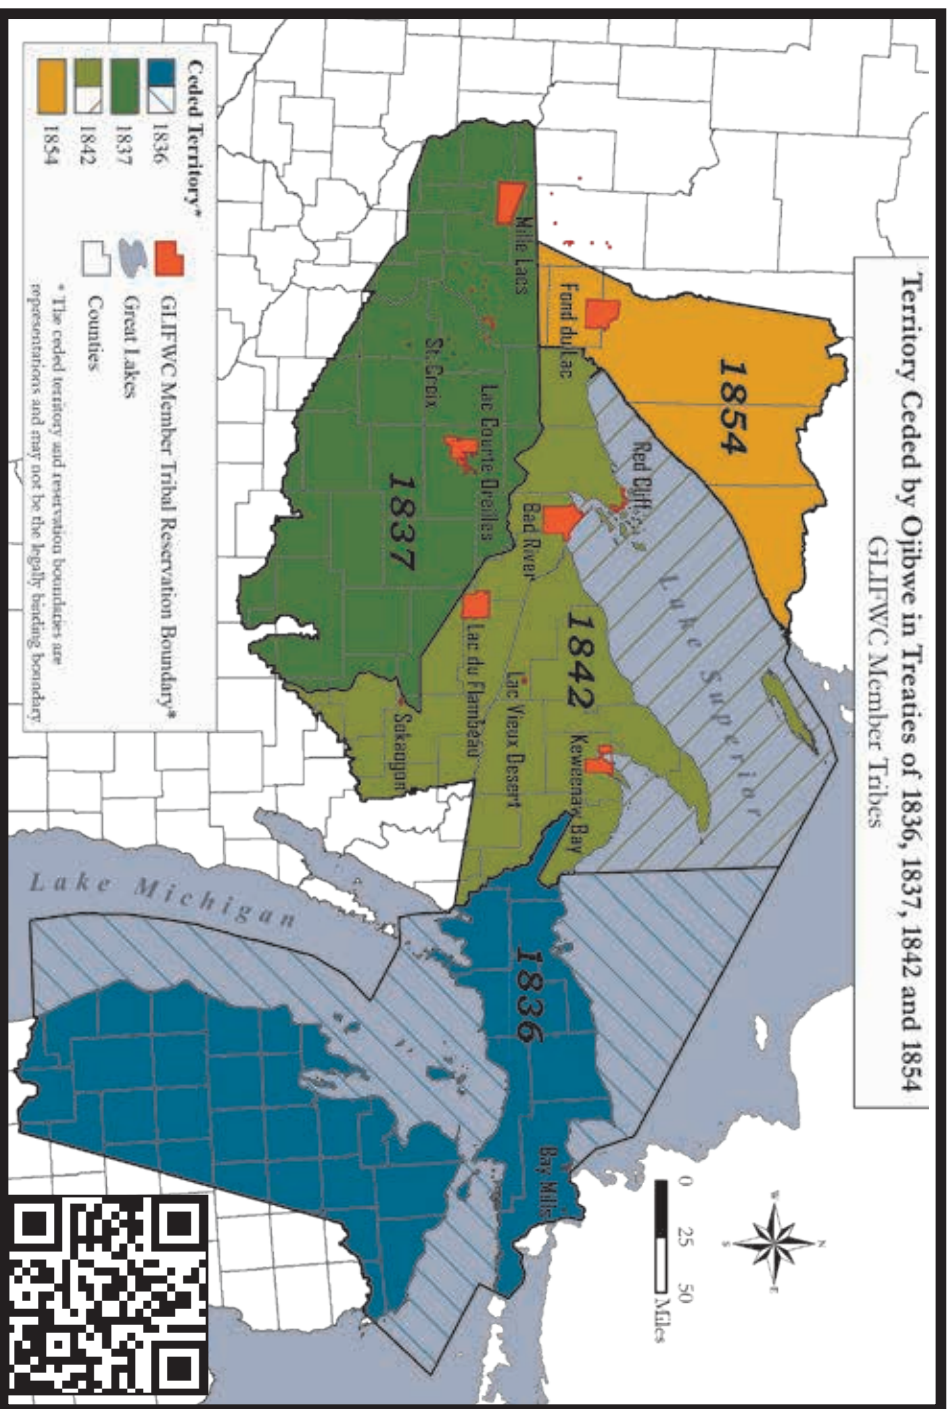 Territory Ceded by Ojibwe in Treaties of 1836, 1837, 1842 and 1854
GLIFWC Member Tribes
N
W
E
S
0 25 50
Miles
1854
Lake Superior
Fond du Lac
Red Cliff
Mille Lacs
Bad River
1842
Keweenaw Bay
St. Croix
Lac Courte Oreilles
Lac du Flambeau
Lac Vieux Desert
1837
Sokaogon
1836
Bay Mills
Lake Michigan
Ceded Territory*
1836
1837
1842
1854
GLIFWC Member Tribal Reservation Boundary*
Great Lakes
Counties
* The ceded territory and reservation boundaries are
representations and may not be the legally binding boundary